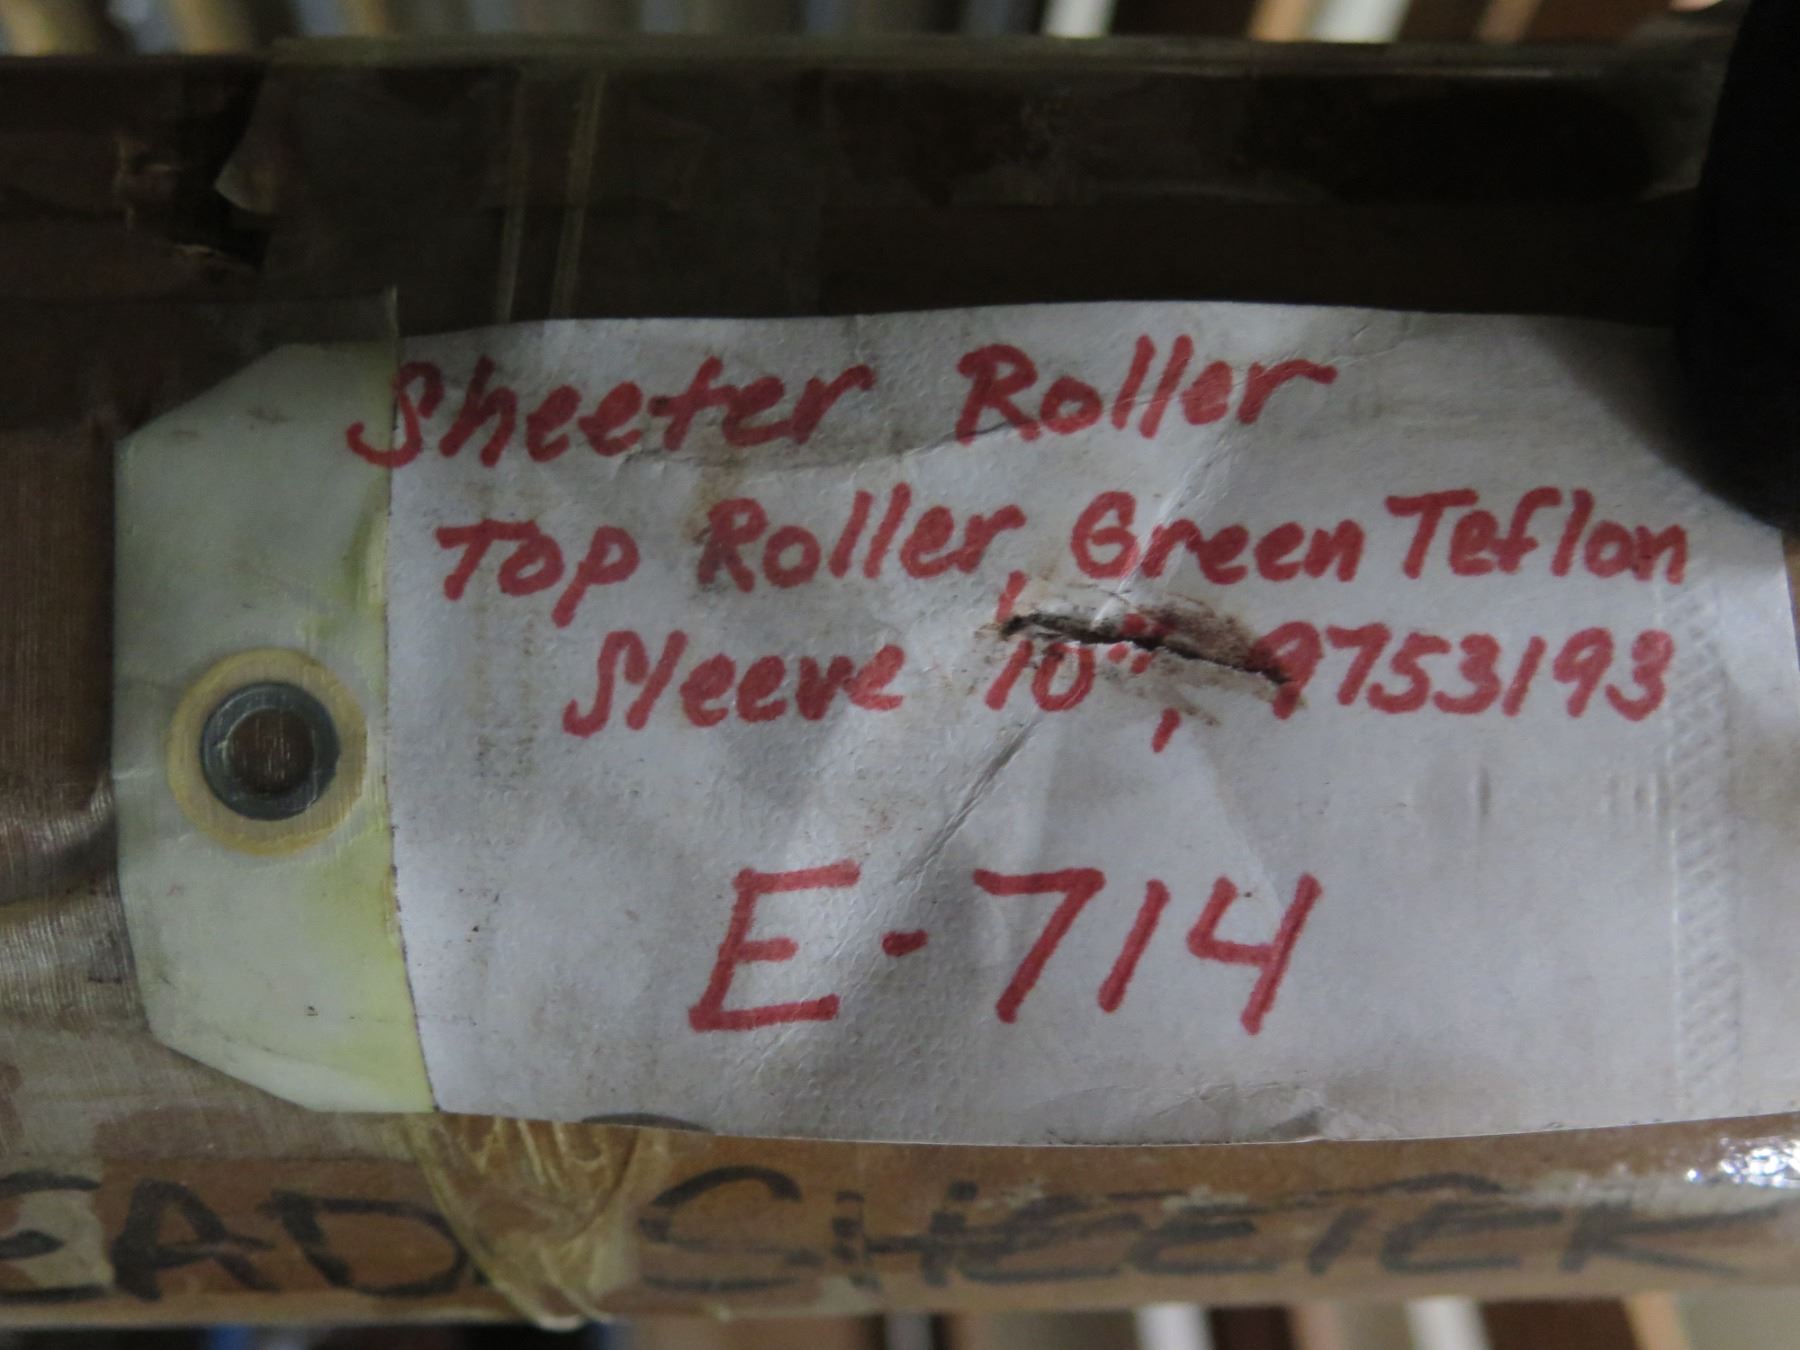 Sheeter Roller
Top Roller, Green Teflon
Sleeve 10", 9753193
E-714
SHEETER